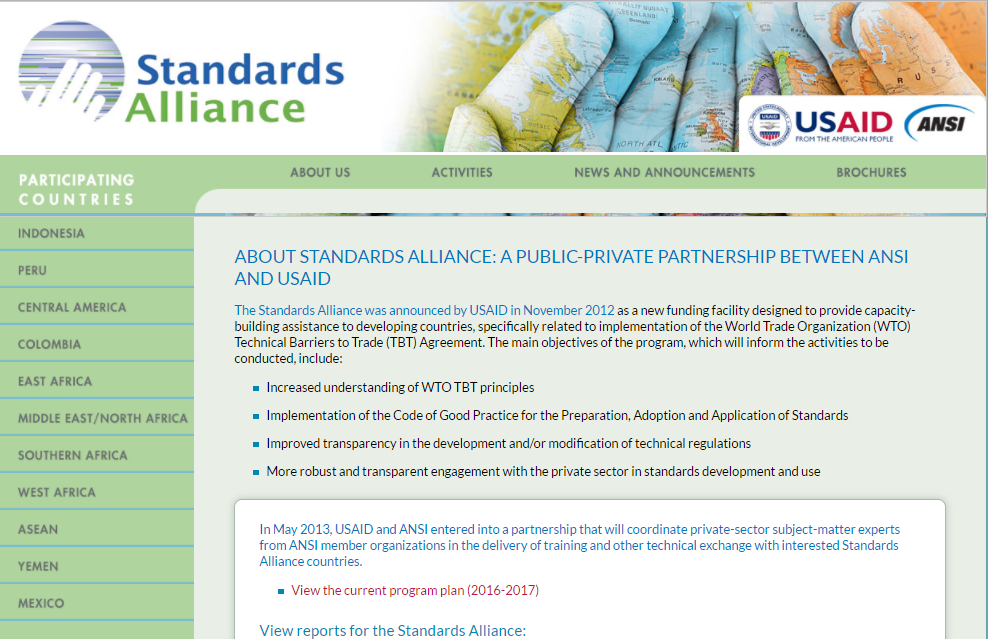 Standards
Alliance
GREENLAND
NORTH ATL TIC
RUS
USAID
USAID
FROM THE AMERICAN PEOPLE
ANSI
PARTICIPATING
COUNTRIES
ABOUT US
ACTIVITIES
NEWS AND ANNOUNCEMENTS
BROCHURES
INDONESIA
PERU
CENTRAL AMERICA
COLOMBIA
EAST AFRICA
MIDDLE EAST/NORTH AFRICA
SOUTHERN AFRICA
WEST AFRICA
ASEAN
YEMEN
MEXICO
ABOUT STANDARDS ALLIANCE: A PUBLIC-PRIVATE PARTNERSHIP BETWEEN ANSI
AND USAID
The Standards Alliance was announced by USAID in November 2012 as a new funding facility designed to provide capacity-
building assistance to developing countries, specifically related to implementation of the World Trade Organization (WTO)
Technical Barriers to Trade (TBT) Agreement. The main objectives of the program, which will inform the activities to be
conducted, include:
Increased understanding of WTO TBT principles
Implementation of the Code of Good Practice for the Preparation, Adoption and Application of Standards
Improved transparency in the development and/or modification of technical regulations
More robust and transparent engagement with the private sector in standards development and use
In May 2013, USAID and ANSI entered into a partnership that will coordinate private-sector subject-matter experts
from ANSI member organizations in the delivery of training and other technical exchange with interested Standards
Alliance countries.
View the current program plan (2016-2017)
View reports for the Standards Alliance: